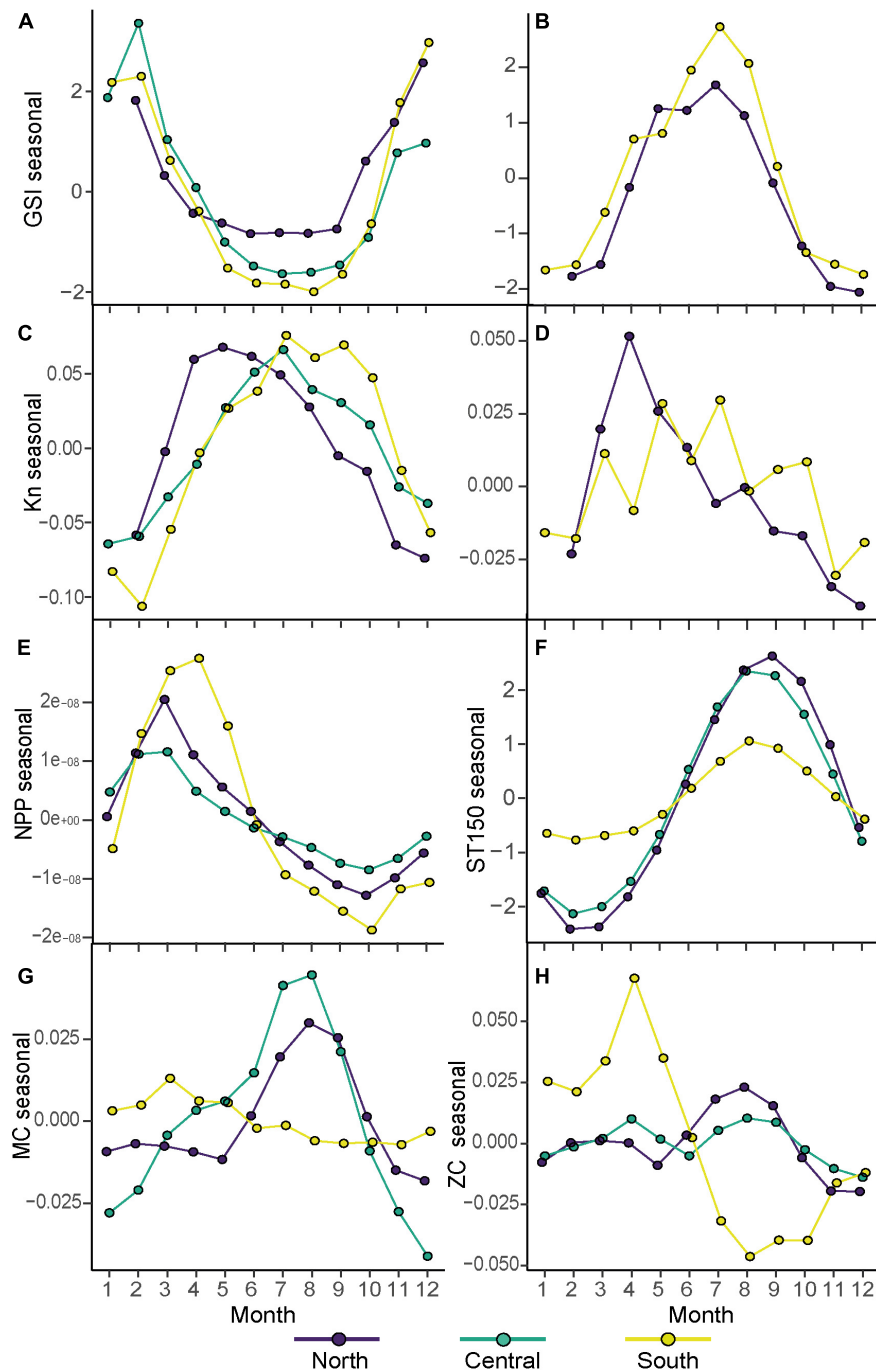 A
B
GSI seasonal
2
0
−2
2
1
0
−1
−2
C
D
Kn seasonal
0.05
0.00
−0.05
−0.10
0.050
0.025
0.000
−0.025
E
F
NPP seasonal
2e−08
1e−08
0e+00
−1e−08
−2e−08
ST150 seasonal
2
1
0
−1
−2
G
H
MC seasonal
0.025
0.000
−0.025
ZC seasonal
0.050
0.025
0.000
−0.025
−0.050
1 2 3 4 5 6 7 8 9 10 11 12
1 2 3 4 5 6 7 8 9 10 11 12
Month
Month
North Central South